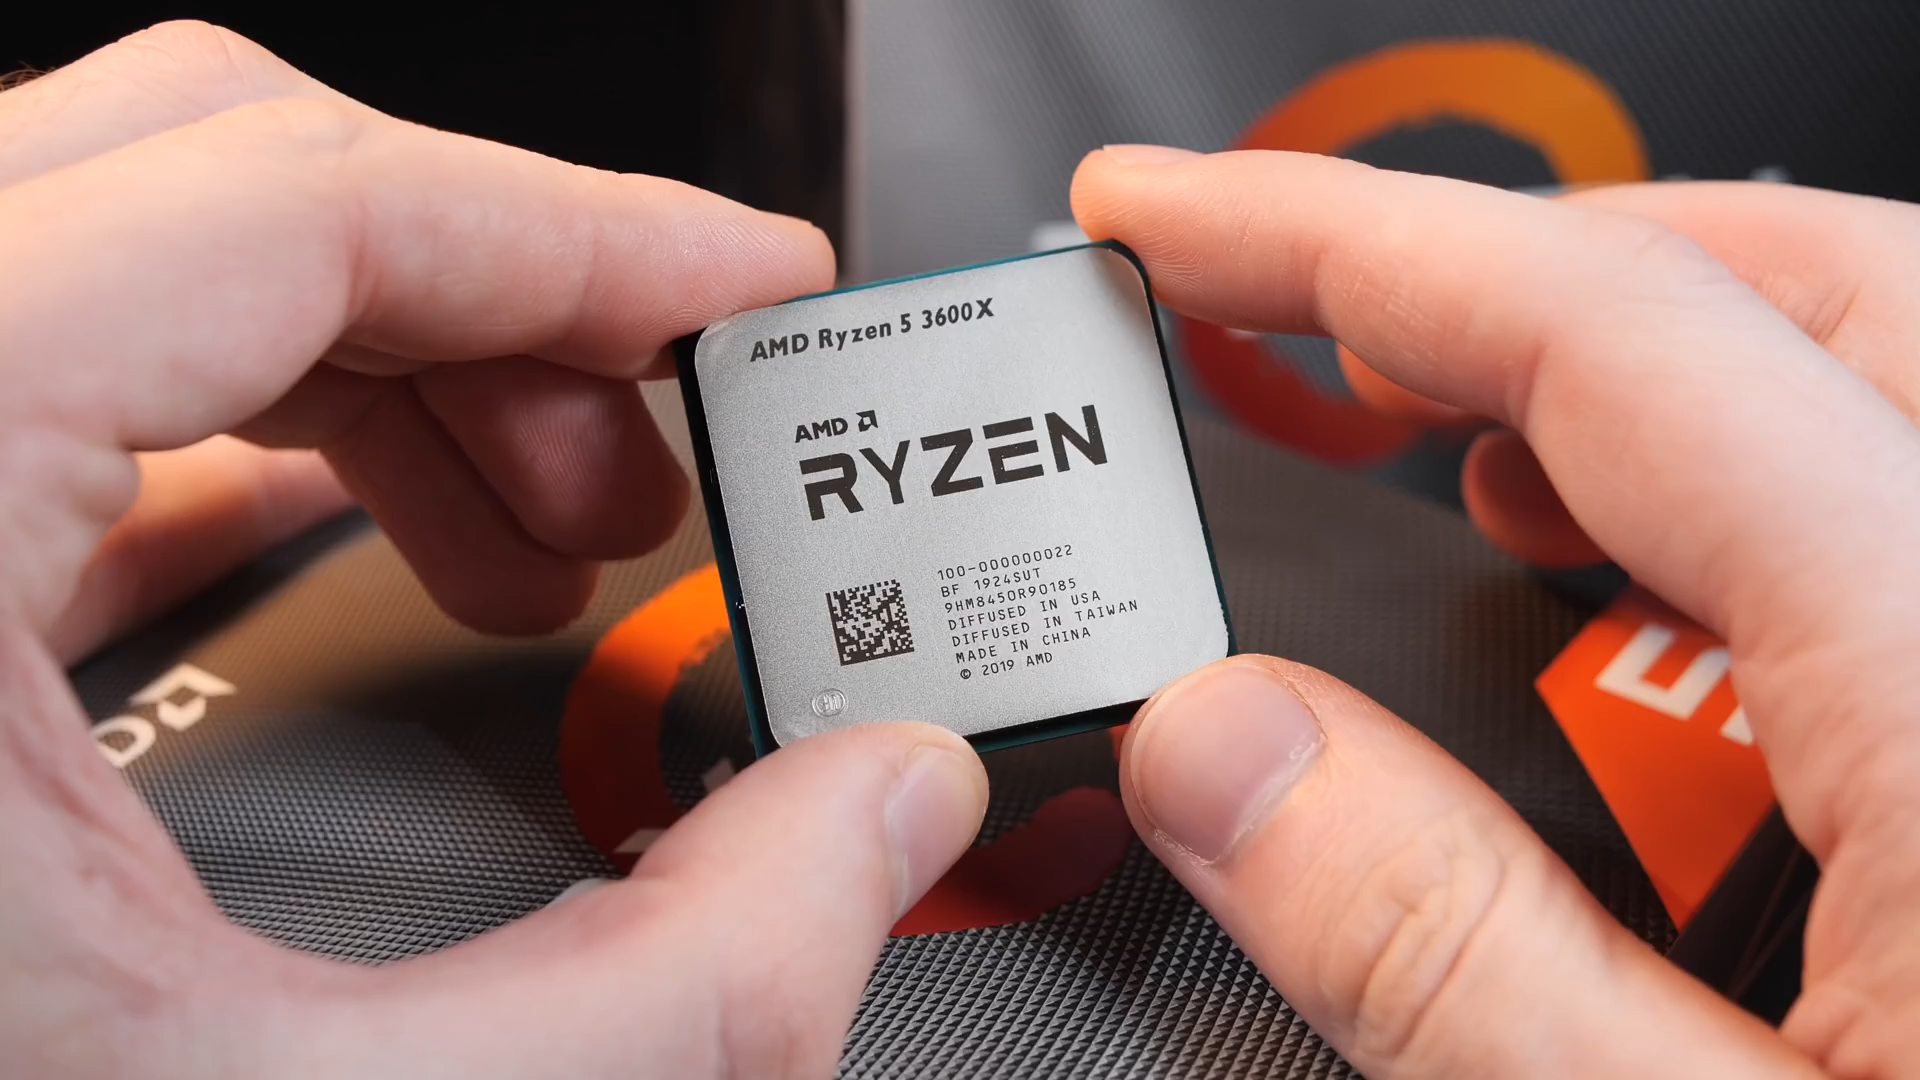 AMD Ryzen 5 3600X
AMD
RYZEN
100-000000022
BF 1924SUT
9HM8450R90185
DIFFUSED IN USA
DIFFUSED IN TAIWAN
MADE IN CHINA
© 2019 AMD